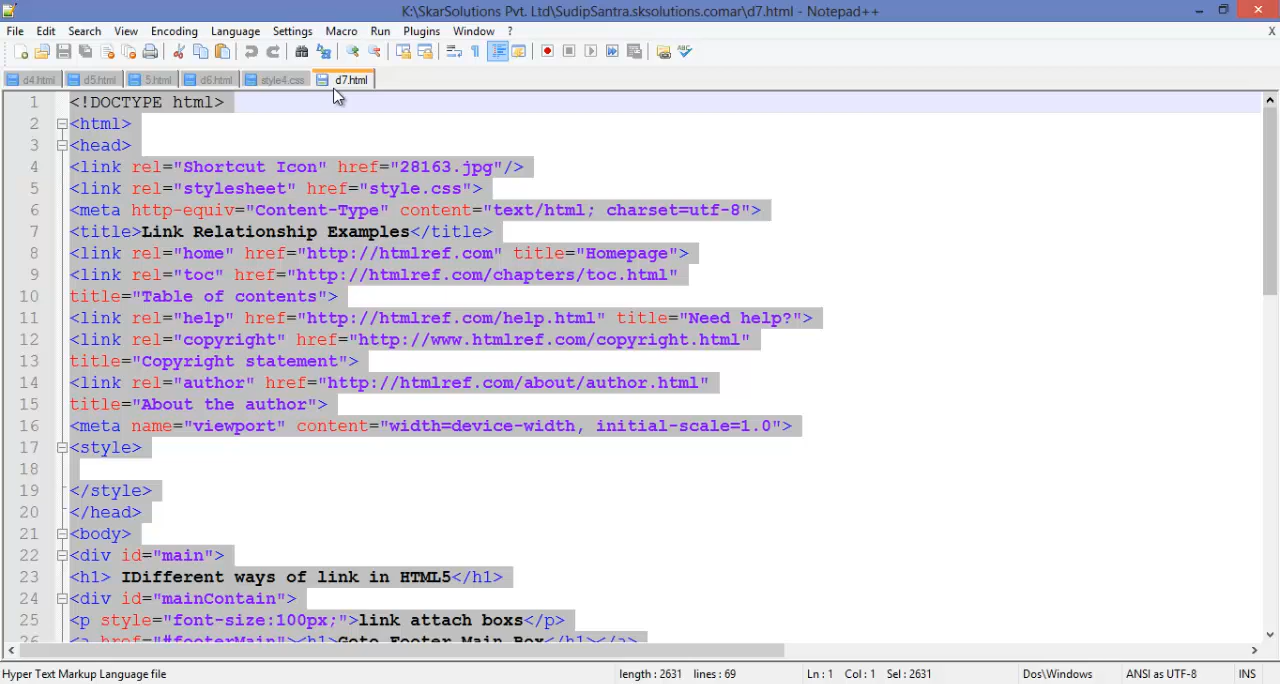 K:\SkarSolutions Pvt. Ltd\SudipSantra.sksolutions.comar\d7.html - Notepad++
File Edit Search View Encoding Language Settings Macro Run Plugins Window ? X
d4.html d5.html 5.html d6.html style4.css d7.html
1 <!DOCTYPE html>
2 <html>
3 <head>
4 <link rel="Shortcut Icon" href="28163.jpg"/>
5 <link rel="stylesheet" href="style.css">
6 <meta http-equiv="Content-Type" content="text/html; charset=utf-8">
7 <title>Link Relationship Examples</title>
8 <link rel="home" href="http://htmlref.com" title="Homepage">
9 <link rel="toc" href="http://htmlref.com/chapters/toc.html"
10 title="Table of contents">
11 <link rel="help" href="http://htmlref.com/help.html" title="Need help?">
12 <link rel="copyright" href="http://www.htmlref.com/copyright.html"
13 title="Copyright statement">
14 <link rel="author" href="http://htmlref.com/about/author.html"
15 title="About the author">
16 <meta name="viewport" content="width=device-width, initial-scale=1.0">
17 <style>
18
19 </style>
20 </head>
21 <body>
22 <div id="main">
23 <h1> IDifferent ways of link in HTML5</h1>
24 <div id="mainContain">
25 <p style="font-size:100px;">link attach boxs</p>
26 <a href="#footerMain"><h1>Goto Footer Main Box</h1></a>
Hyper Text Markup Language file length : 2631 lines : 69 Ln : 1 Col : 1 Sel : 2631 Dos\Windows ANSI as UTF-8 INS